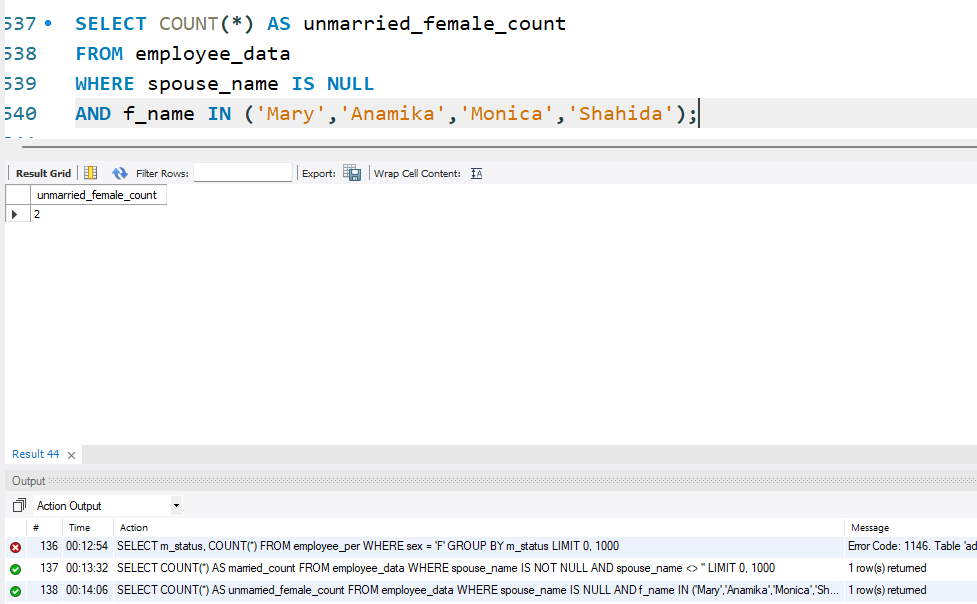 537 SELECT COUNT(*) AS unmarried_female_count
538 FROM employee_data
539 WHERE spouse_name IS NULL
540 AND f_name IN ('Mary','Anamika','Monica','Shahida');
Result Grid Filter Rows: Export: Wrap Cell Content: IA
unmarried_female_count
2
Result 44
Output
Action Output
# Time Action Message
136 00:12:54 SELECT m_status, COUNT(*) FROM employee_per WHERE sex = 'F' GROUP BY m_status LIMIT 0, 1000 Error Code: 1146. Table 'ad
137 00:13:32 SELECT COUNT(*) AS married_count FROM employee_data WHERE spouse_name IS NOT NULL AND spouse_name <> '' LIMIT 0, 1000 1 row(s) returned
138 00:14:06 SELECT COUNT(*) AS unmarried_female_count FROM employee_data WHERE spouse_name IS NULL AND f_name IN ('Mary','Anamika','Monica','Sh... 1 row(s) returned